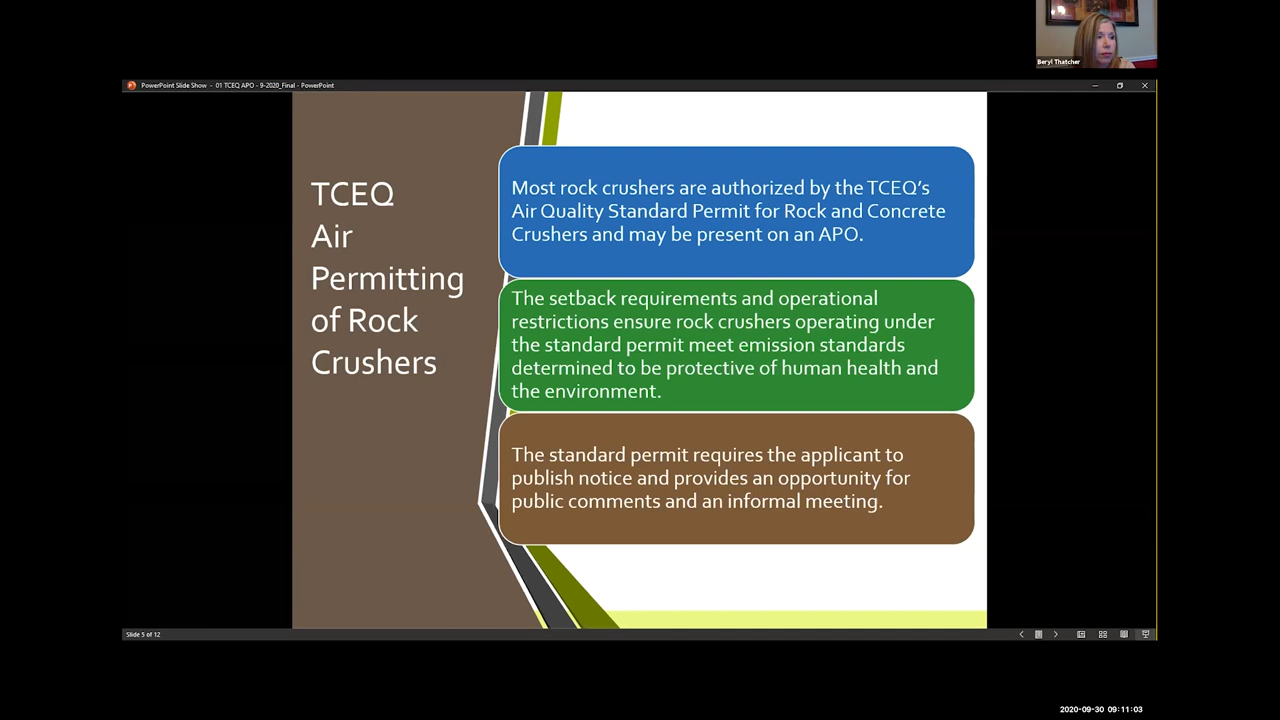 Beryl Thatcher
PowerPoint Slide Show - 01 TCEQ APO - 9-2020_Final - PowerPoint
TCEQ
Air
Permitting
of Rock
Crushers
Most rock crushers are authorized by the TCEQ's
Air Quality Standard Permit for Rock and Concrete
Crushers and may be present on an APO.
The setback requirements and operational
restrictions ensure rock crushers operating under
the standard permit meet emission standards
determined to be protective of human health and
the environment.
The standard permit requires the applicant to
publish notice and provides an opportunity for
public comments and an informal meeting.
Slide 5 of 12
2020-09-30 09:11:03